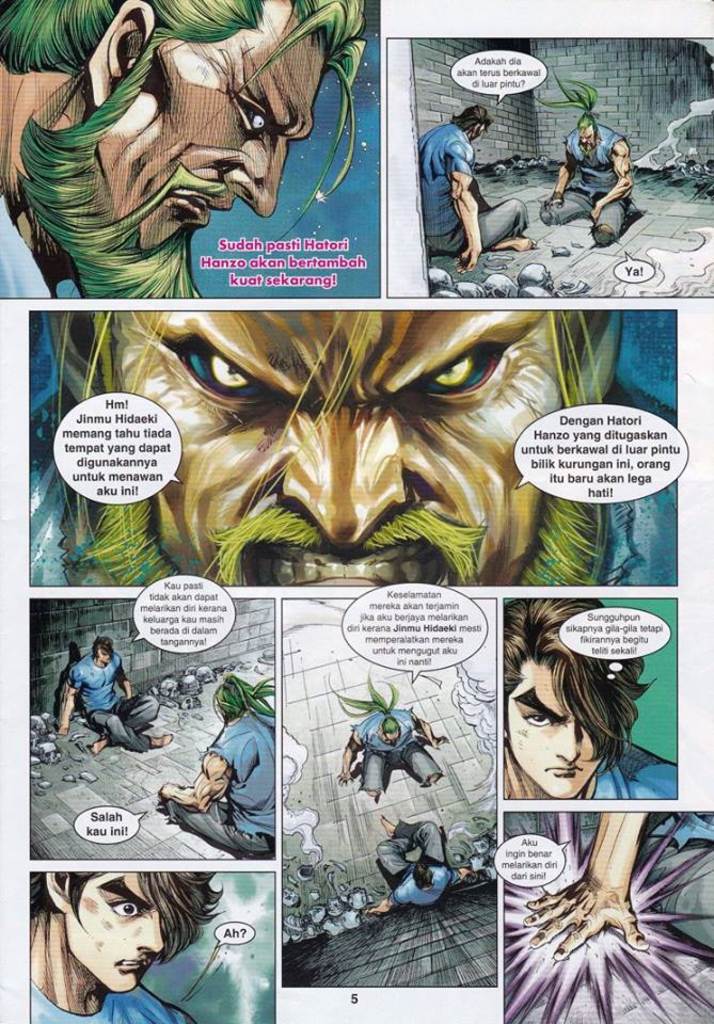 Sudah pasti Hatori
Hanzo akan bertambah
kuat sekarang!
Adakah dia
akan terus berkawal
di luar pintu?
Ya!
Hm!
Jinmu Hidaeki
memang tahu tiada
tempat yang dapat
digunakannya
untuk menawan
aku ini!
Dengan Hatori
Hanzo yang ditugaskan
untuk berkawal di luar pintu
bilik kurungan ini, orang
itu baru akan lega
hati!
Kau pasti
tidak akan dapat
melarikan diri kerana
keluarga kau masih
berada di dalam
tangannya!
Salah
kau ini!
Ah?
Keselamatan
mereka akan terjamin
jika aku berjaya melarikan
diri kerana Jinmu Hidaeki mesti
memperalatkan mereka
untuk mengugut aku
ini nanti!
Sungguhpun
sikapnya gila-gila tetapi
fikirannya begitu
teliti sekali!
Aku
ingin benar
melarikan diri
dari sini!
5